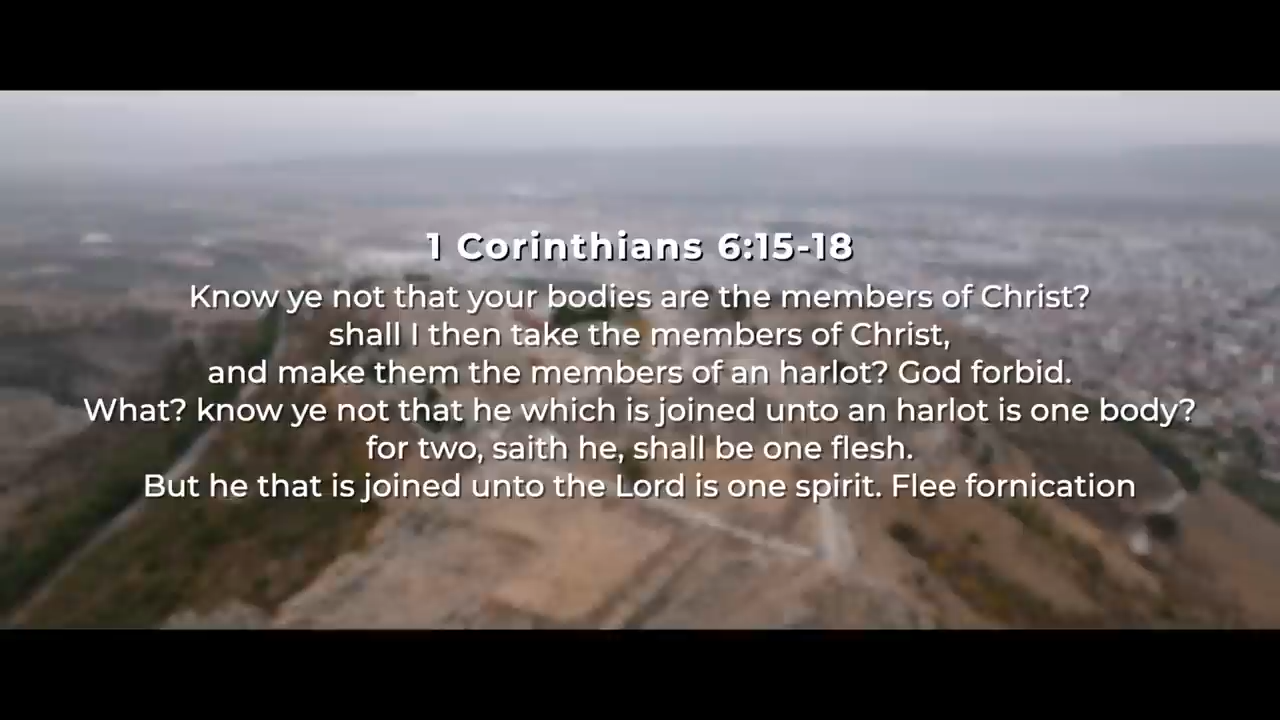 1 Corinthians 6:15-18
Know ye not that your bodies are the members of Christ?
shall I then take the members of Christ,
and make them the members of an harlot? God forbid.
What? know ye not that he which is joined unto an harlot is one body?
for two, saith he, shall be one flesh.
But he that is joined unto the Lord is one spirit. Flee fornication